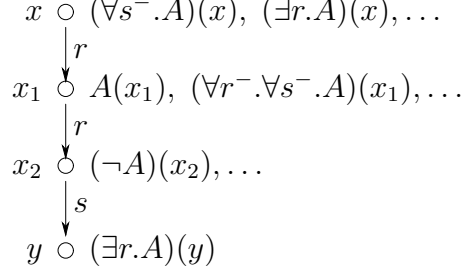 x (∀s⁻.A)(x), (∃r.A)(x),…
r
x₁ A(x₁), (∀r⁻.∀s⁻.A)(x₁),…
r
x₂ (¬A)(x₂),…
s
y (∃r.A)(y)